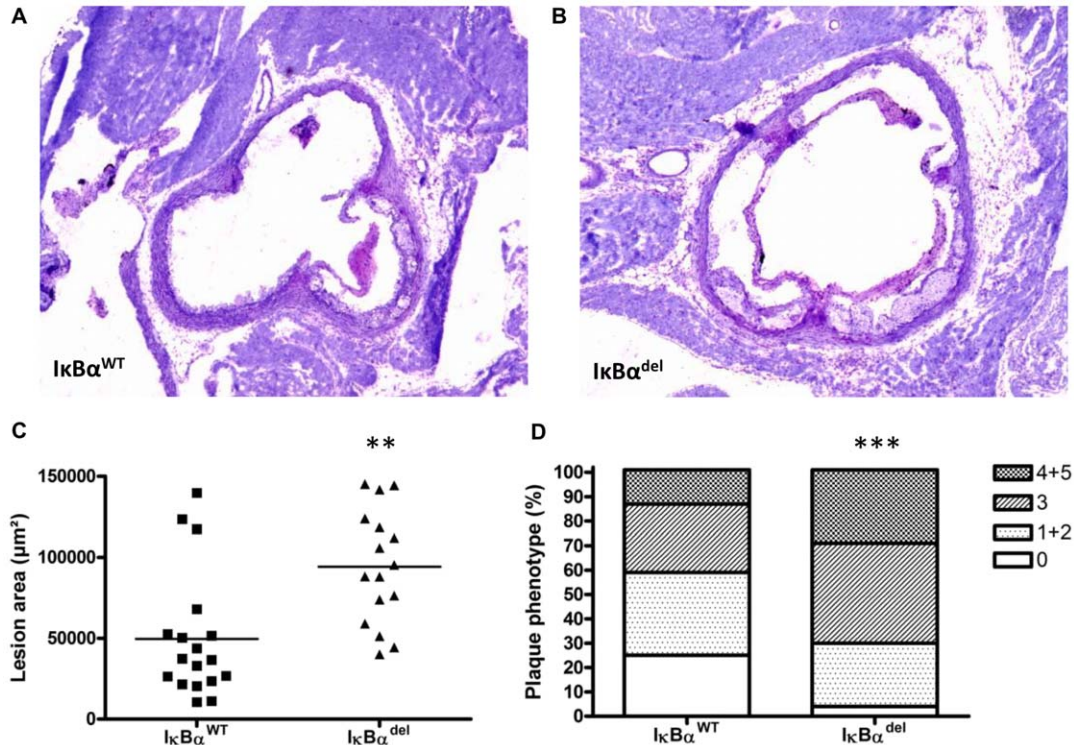 A
B
IκBα^WT
IκBα^del
C
**
150000
100000
50000
0
Lesion area (µm²)
IκBα^WT
IκBα^del
D
***
100
90
80
70
60
50
40
30
20
10
0
Plaque phenotype (%)
IκBα^WT
IκBα^del
4+5
3
1+2
0